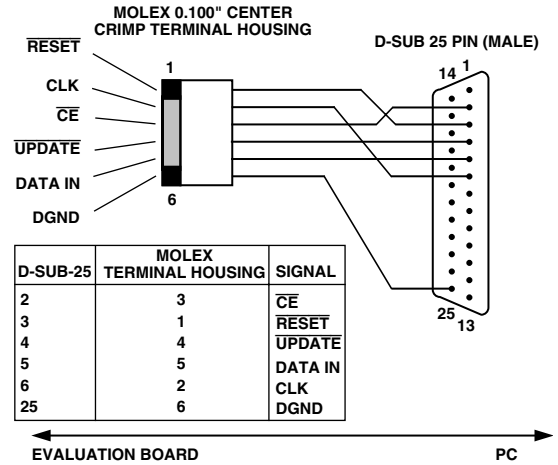 MOLEX 0.100" CENTER
CRIMP TERMINAL HOUSING
D-SUB 25 PIN (MALE)
RESET
CLK
CE
UPDATE
DATA IN
DGND
1
6
14 1
25 13
D-SUB-25 MOLEX TERMINAL HOUSING SIGNAL
2 3 CE
3 1 RESET
4 4 UPDATE
5 5 DATA IN
6 2 CLK
25 6 DGND
EVALUATION BOARD PC